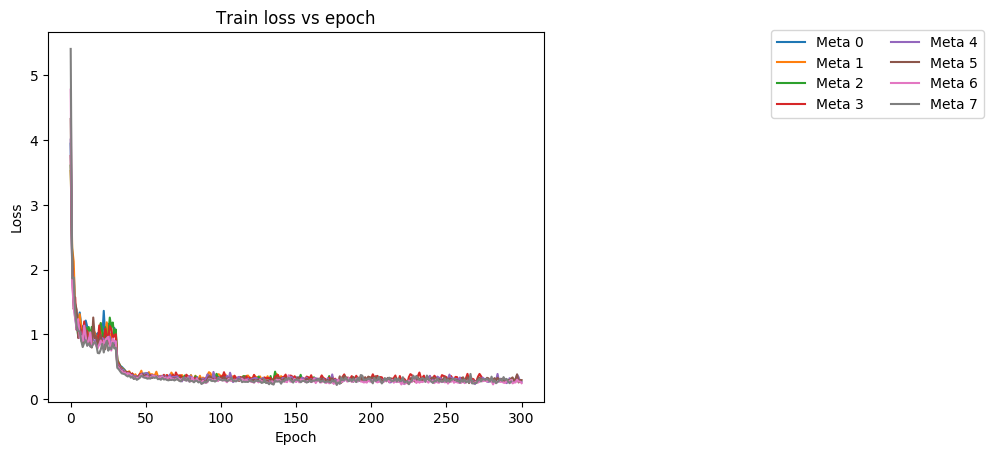 Train loss vs epoch
Loss
5
4
3
2
1
0
0 50 100 150 200 250 300
Epoch
Meta 0 Meta 4
Meta 1 Meta 5
Meta 2 Meta 6
Meta 3 Meta 7